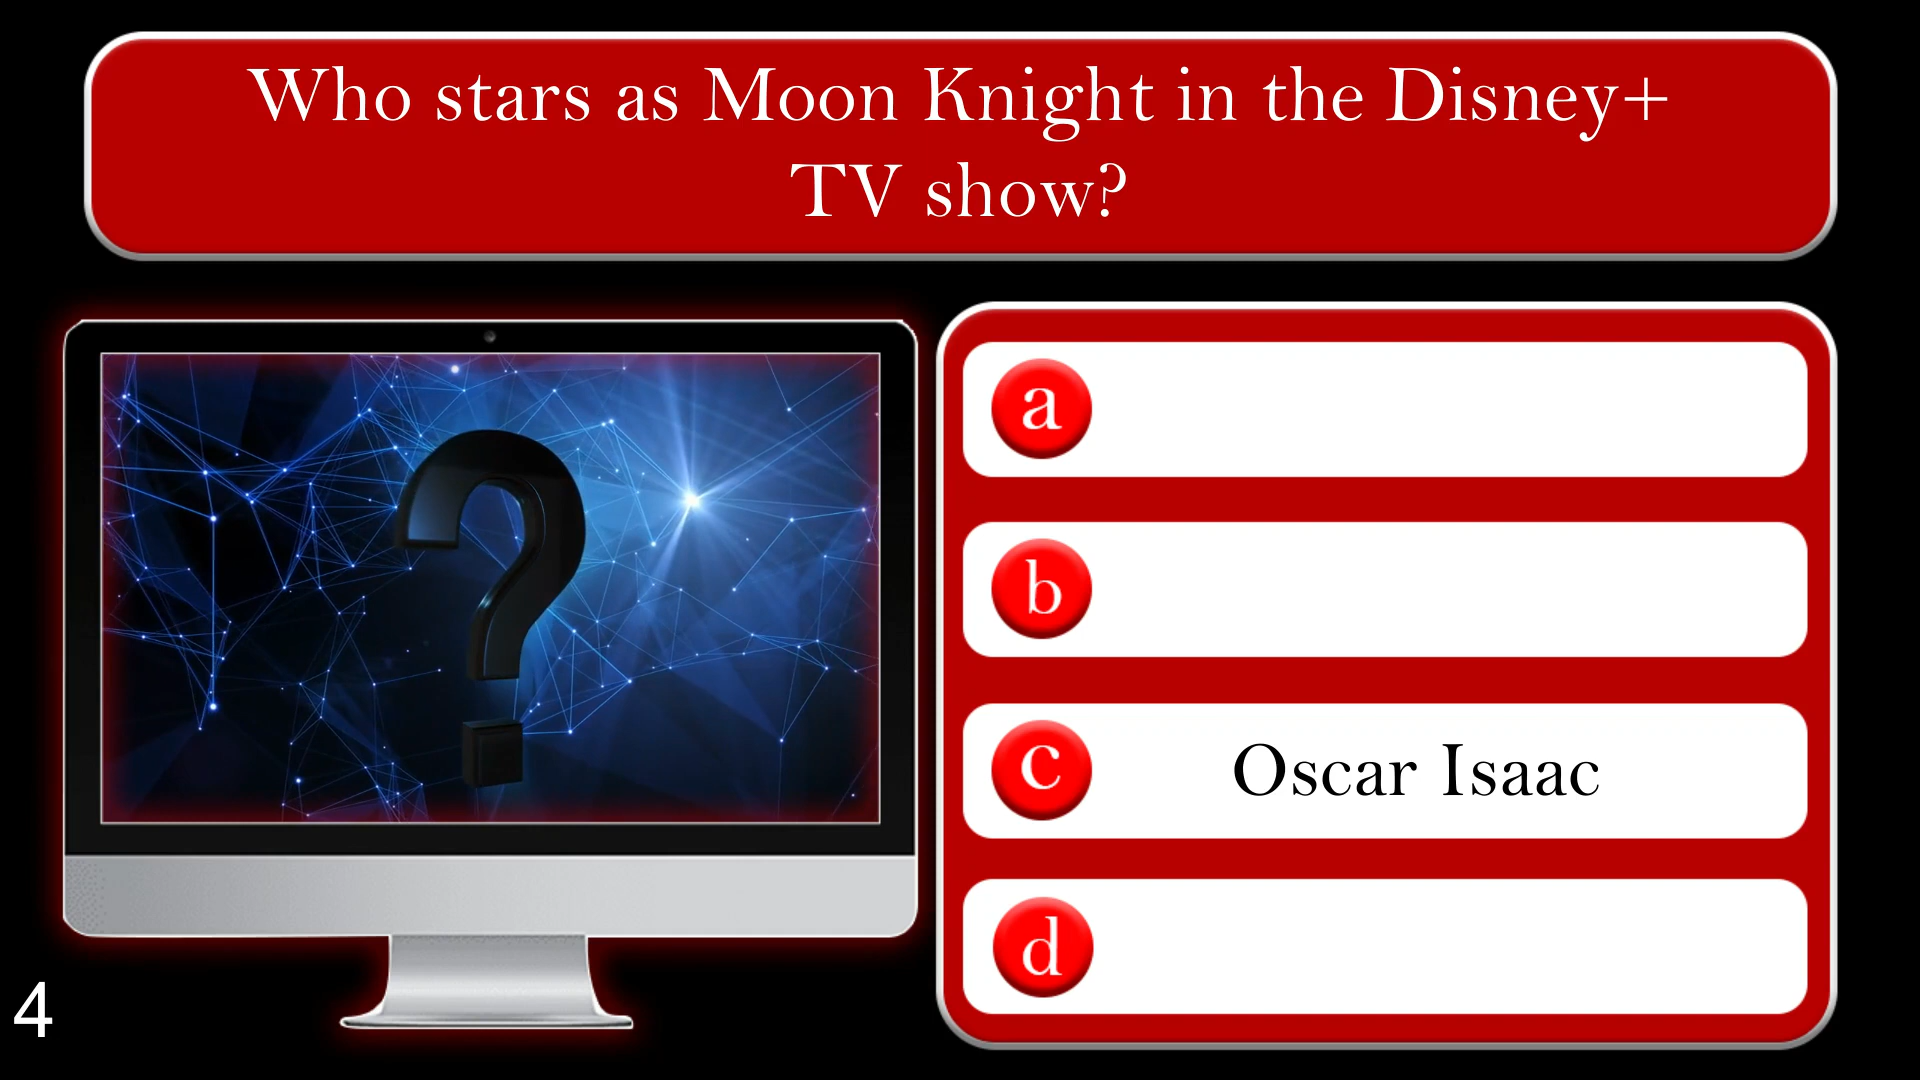 Who stars as Moon Knight in the Disney+
TV show?
a
b
c Oscar Isaac
d
4